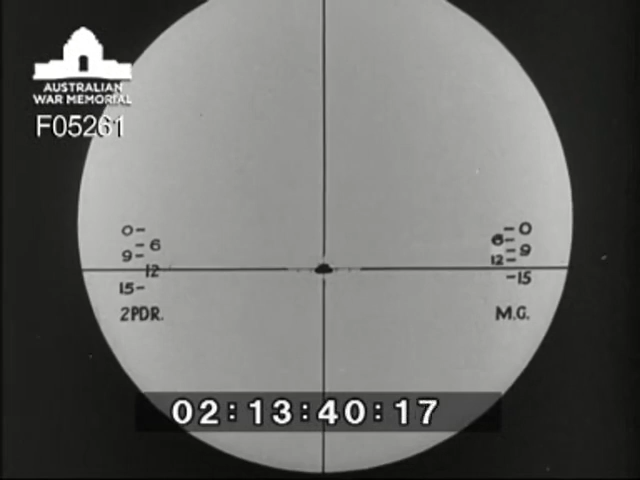 AUSTRALIAN
WAR MEMORIAL
F05261
0
6
9
12
15
2PDR.
0
6
9
12
15
M.G.
02:13:40:17